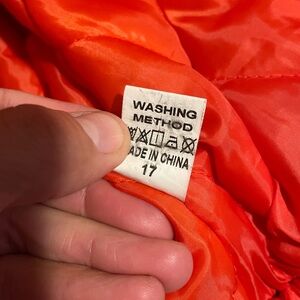 WASHING
METHOD
ADE IN CHINA
17